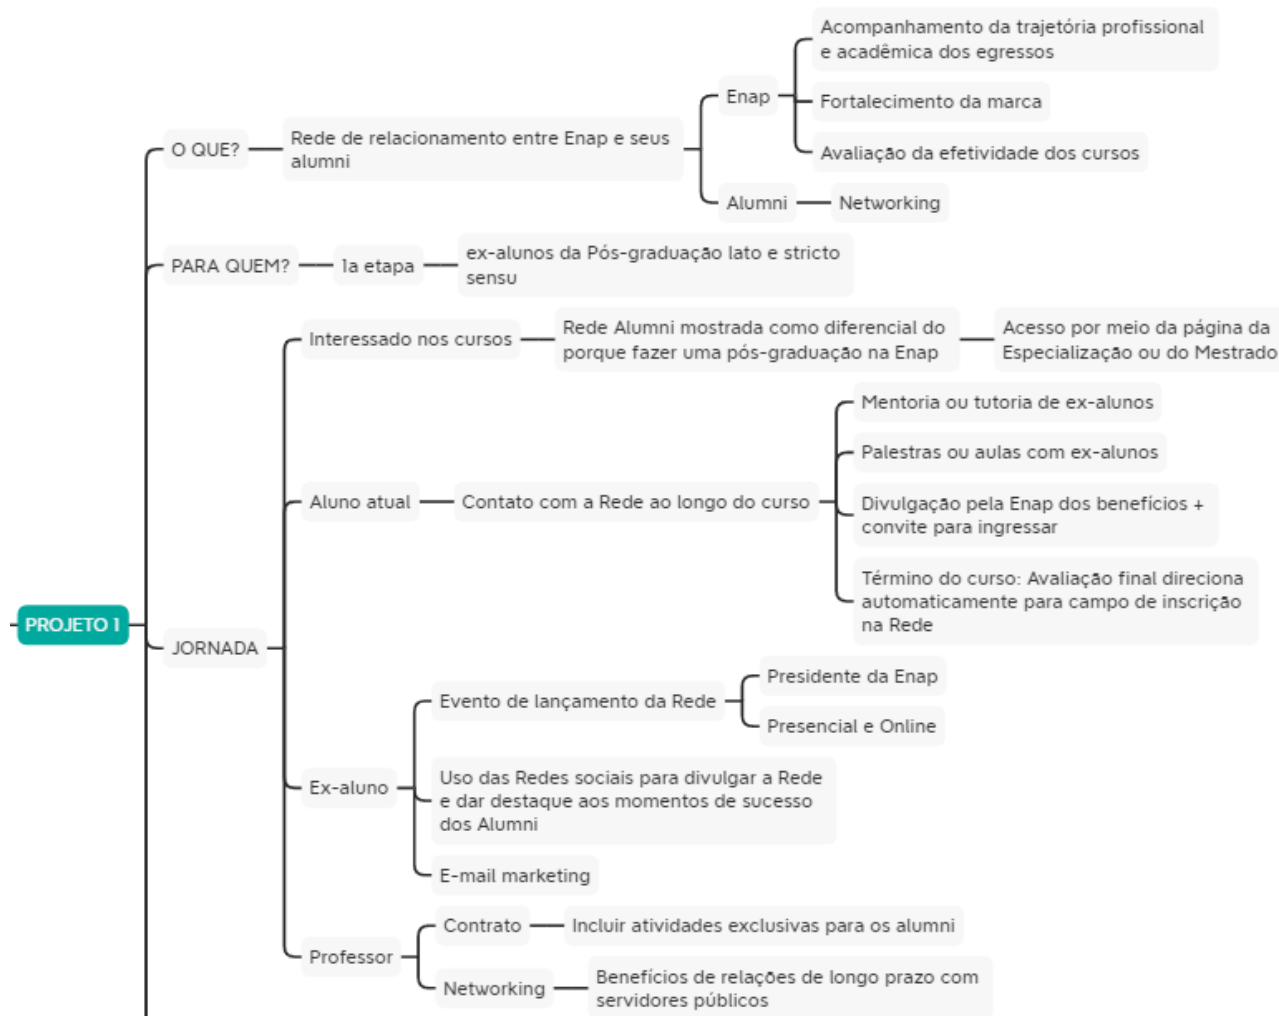 Acompanhamento da trajetória profissional
e acadêmica dos egressos
Enap
Fortalecimento da marca
O QUE?
Rede de relacionamento entre Enap e seus
alumni
Avaliação da efetividade dos cursos
Alumni
Networking
PARA QUEM?
1a etapa
ex-alunos da Pós-graduação lato e stricto
sensu
Interessado nos cursos
Rede Alumni mostrada como diferencial do
porque fazer uma pós-graduação na Enap
Acesso por meio da página da
Especialização ou do Mestrado
Mentoria ou tutoria de ex-alunos
Palestras ou aulas com ex-alunos
Aluno atual
Contato com a Rede ao longo do curso
Divulgação pela Enap dos benefícios +
convite para ingressar
Término do curso: Avaliação final direciona
automaticamente para campo de inscrição
na Rede
PROJETO 1
JORNADA
Presidente da Enap
Evento de lançamento da Rede
Presencial e Online
Ex-aluno
Uso das Redes sociais para divulgar a Rede
e dar destaque aos momentos de sucesso
dos Alumni
E-mail marketing
Contrato
Incluir atividades exclusivas para os alumni
Professor
Networking
Benefícios de relações de longo prazo com
servidores públicos